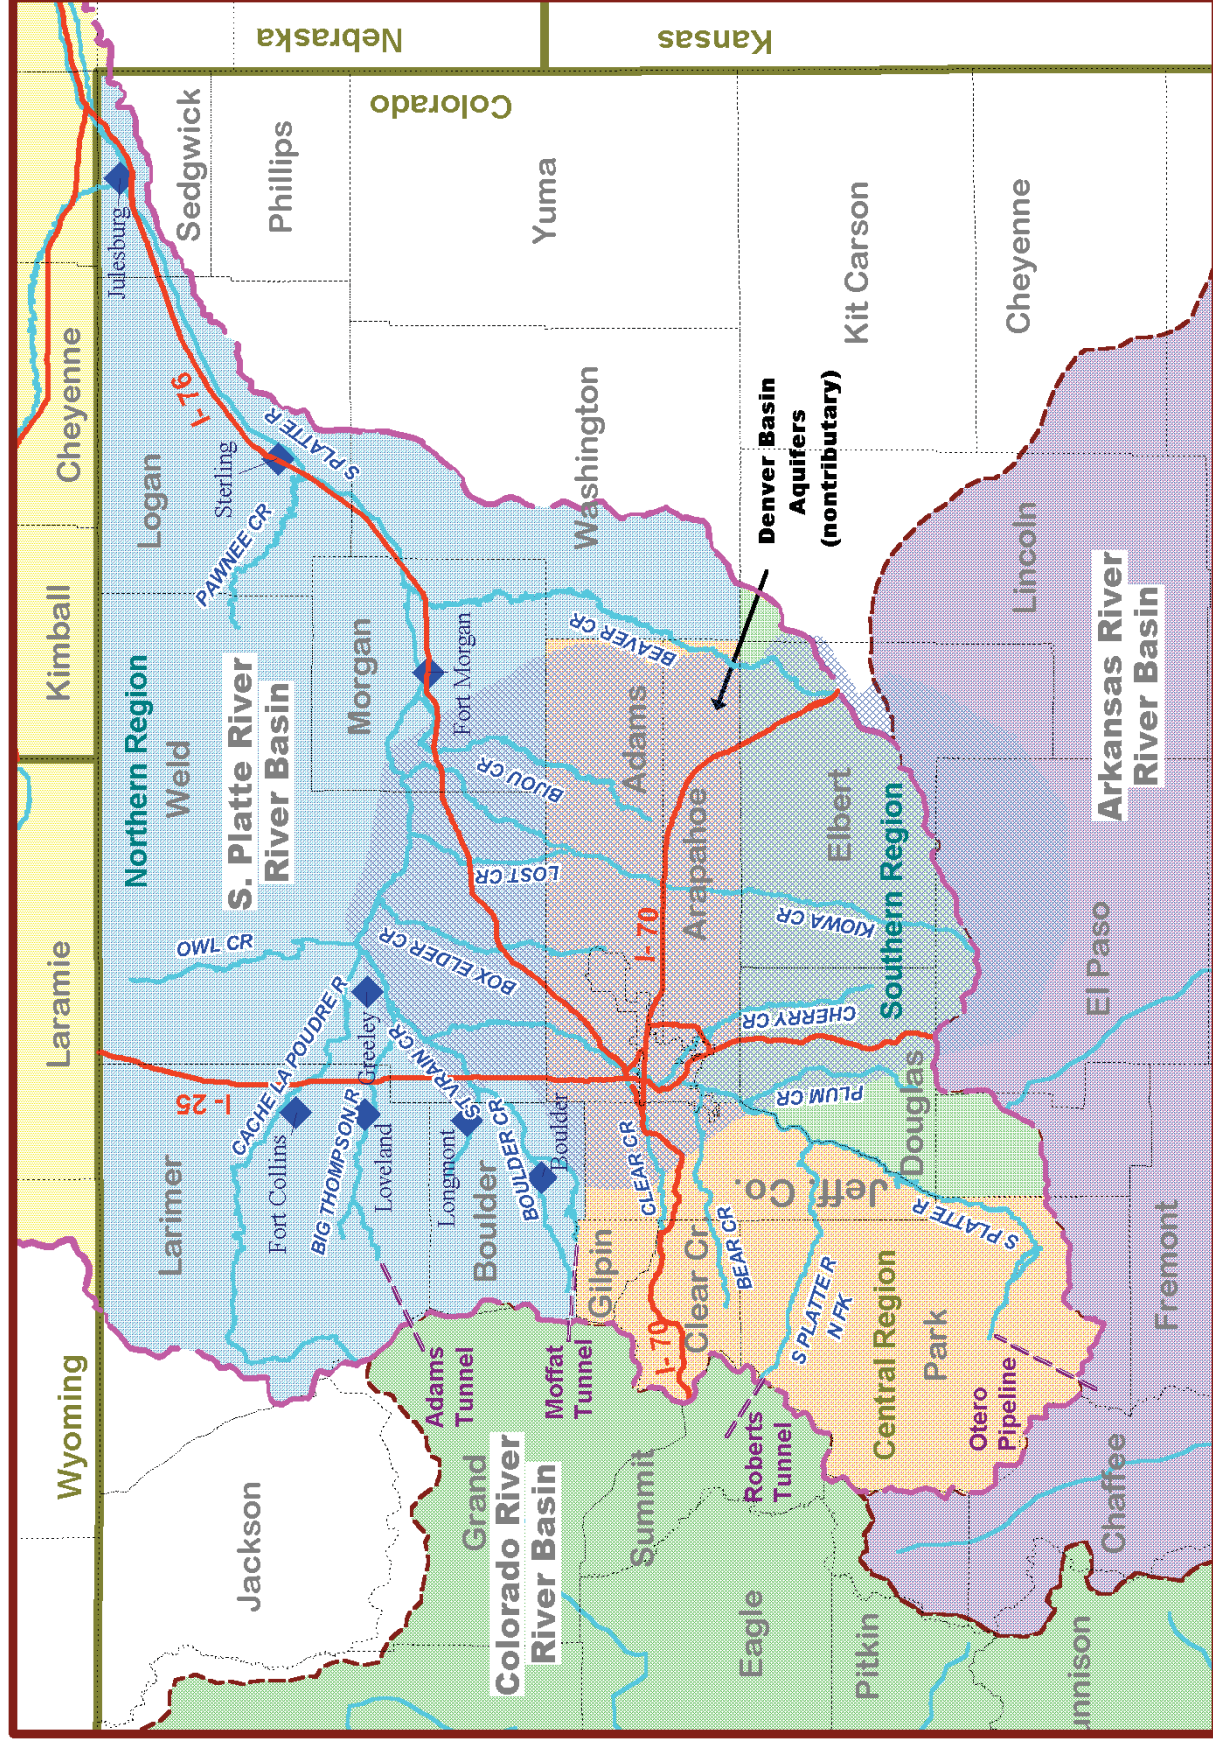 Wyoming
Laramie
Kimball
Cheyenne
Nebraska
Kansas
Colorado
Jackson
Larimer
Northern Region
Weld
Logan
Sedgwick
Phillips
Yuma
Kit Carson
Cheyenne
Washington
Lincoln
Morgan
Adams
Arapahoe
Elbert
Southern Region
Douglas
El Paso
Boulder
Gilpin
Clear Cr
Jeff. Co.
Central Region
Park
Fremont
Chaffee
Grand
Summit
Eagle
Pitkin
unnison
S. Platte River
River Basin
Colorado River
River Basin
Arkansas River
River Basin
Denver Basin
Aquifers
(nontributary)
Julesburg
Sterling
Fort Morgan
Greeley
Fort Collins
Loveland
Longmont
Boulder
I-76
I-25
I-70
I-70
OWL CR
PAWNEE CR
S PLATTE R
CACHE LA POUDRE R
BIG THOMPSON R
ST VRAIN CR
BOULDER CR
BOX ELDER CR
LOST CR
BIJOU CR
BEAVER CR
KIOWA CR
CHERRY CR
PLUM CR
CLEAR CR
BEAR CR
S PLATTE R
N FK
S PLATTE R
Adams
Tunnel
Moffat
Tunnel
Roberts
Tunnel
Otero
Pipeline